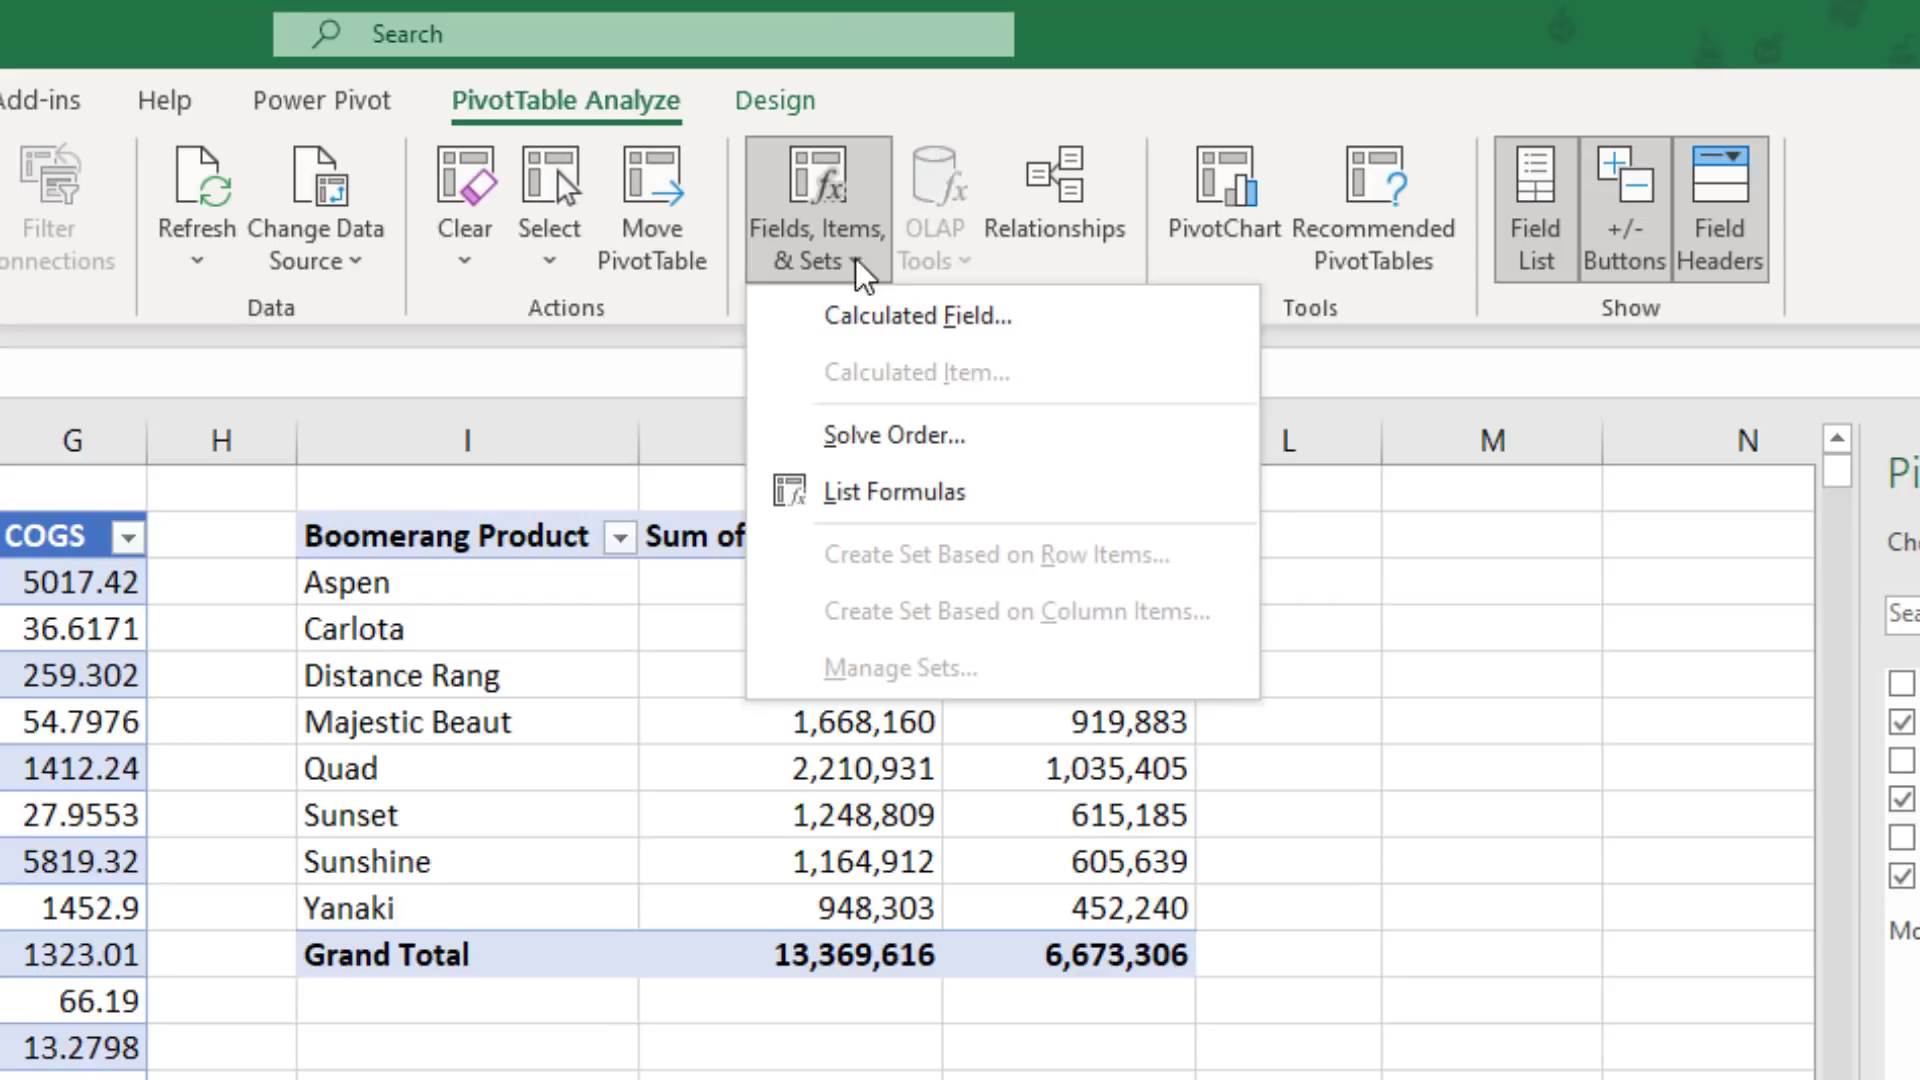 Search
Add-ins Help Power Pivot PivotTable Analyze Design
Filter
onnections
Refresh
Change Data
Source
Data
Clear
Select
Move
PivotTable
Actions
Fields, Items,
& Sets
OLAP
Tools
Relationships
PivotChart
Recommended
PivotTables
Tools
Field
List
+/-
Buttons
Field
Headers
Show
Calculated Field...
Calculated Item...
Solve Order...
List Formulas
Create Set Based on Row Items...
Create Set Based on Column Items...
Manage Sets...
G H I L M N
COGS Boomerang Product Sum of
5017.42 Aspen
36.6171 Carlota
259.302 Distance Rang
54.7976 Majestic Beaut 1,668,160 919,883
1412.24 Quad 2,210,931 1,035,405
27.9553 Sunset 1,248,809 615,185
5819.32 Sunshine 1,164,912 605,639
1452.9 Yanaki 948,303 452,240
1323.01 Grand Total 13,369,616 6,673,306
66.19
13.2798
Pi
Cho
Sea
Mo